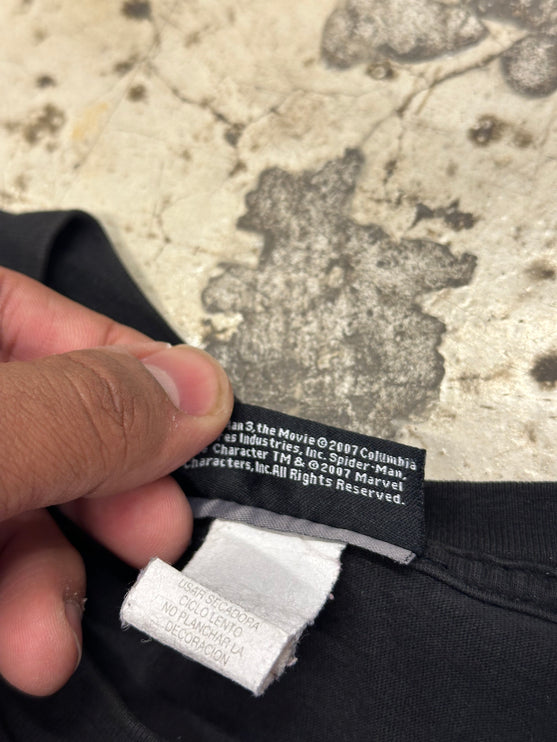 an 3, the Movie © 2007 Columbia
es Industries, Inc. Spider-Man,
Character TM & © 2007 Marvel
Characters, Inc. All Rights Reserved.
USAR SECADORA
CICLO LENTO
NO PLANCHAR LA
DECORACION